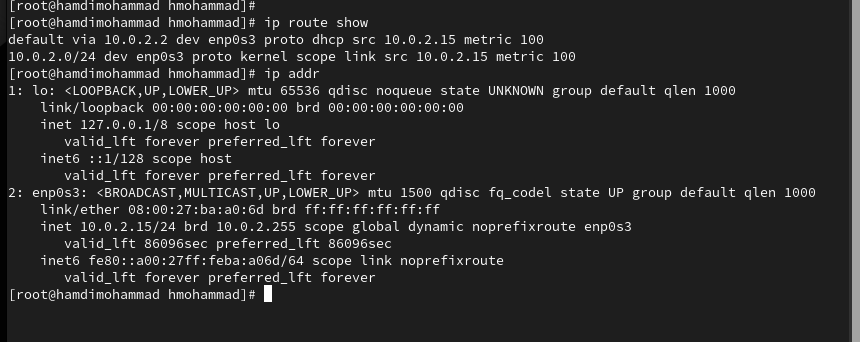 [root@hamdimohammad hmohammad]#
[root@hamdimohammad hmohammad]# ip route show
default via 10.0.2.2 dev enp0s3 proto dhcp src 10.0.2.15 metric 100
10.0.2.0/24 dev enp0s3 proto kernel scope link src 10.0.2.15 metric 100
[root@hamdimohammad hmohammad]# ip addr
1: lo: <LOOPBACK,UP,LOWER_UP> mtu 65536 qdisc noqueue state UNKNOWN group default qlen 1000
    link/loopback 00:00:00:00:00:00 brd 00:00:00:00:00:00
    inet 127.0.0.1/8 scope host lo
       valid_lft forever preferred_lft forever
    inet6 ::1/128 scope host
       valid_lft forever preferred_lft forever
2: enp0s3: <BROADCAST,MULTICAST,UP,LOWER_UP> mtu 1500 qdisc fq_codel state UP group default qlen 1000
    link/ether 08:00:27:ba:a0:6d brd ff:ff:ff:ff:ff:ff
    inet 10.0.2.15/24 brd 10.0.2.255 scope global dynamic noprefixroute enp0s3
       valid_lft 86096sec preferred_lft 86096sec
    inet6 fe80::a00:27ff:feba:a06d/64 scope link noprefixroute
       valid_lft forever preferred_lft forever
[root@hamdimohammad hmohammad]#